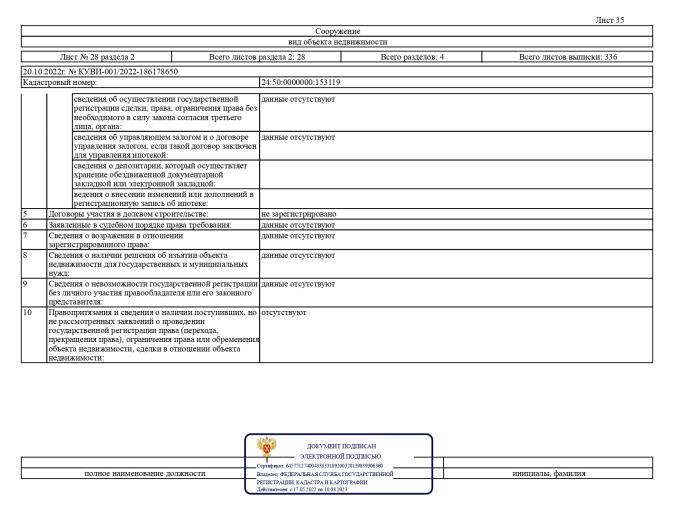 Лист 35
Сооружение
вид объекта недвижимости
Лист № 28 раздела 2 Всего листов раздела 2: 28 Всего разделов: 4 Всего листов выписки: 336
20.10.2022г. № КУВИ-001/2022-186178650
Кадастровый номер: 24:50:0000000:153119
сведения об осуществлении государственной данные отсутствуют
регистрации сделки, права, ограничения права без
необходимого в силу закона согласия третьего
лица, органа:
сведения об управляющем залогом и о договоре данные отсутствуют
управления залогом, если такой договор заключен
для управления ипотекой:
сведения о депозитарии, который осуществляет
хранение обездвиженной документарной
закладной или электронной закладной:
ведения о внесении изменений или дополнений в
регистрационную запись об ипотеке:
5 Договоры участия в долевом строительстве: не зарегистрировано
6 Заявленные в судебном порядке права требования: данные отсутствуют
7 Сведения о возражении в отношении данные отсутствуют
зарегистрированного права:
8 Сведения о наличии решения об изъятии объекта данные отсутствуют
недвижимости для государственных и муниципальных
нужд:
9 Сведения о невозможности государственной регистрации данные отсутствуют
без личного участия правообладателя или его законного
представителя:
10 Правопритязания и сведения о наличии поступивших, но отсутствуют
не рассмотренных заявлений о проведении
государственной регистрации права (перехода,
прекращения права), ограничения права или обременения
объекта недвижимости, сделки в отношении объекта
недвижимости:
ДОКУМЕНТ ПОДПИСАН
ЭЛЕКТРОННОЙ ПОДПИСЬЮ
Сертификат:
Владелец: ФЕДЕРАЛЬНАЯ СЛУЖБА ГОСУДАРСТВЕННОЙ
РЕГИСТРАЦИИ, КАДАСТРА И КАРТОГРАФИИ
Действителен: с 17.05.2022 по 10.08.2023
полное наименование должности инициалы, фамилия